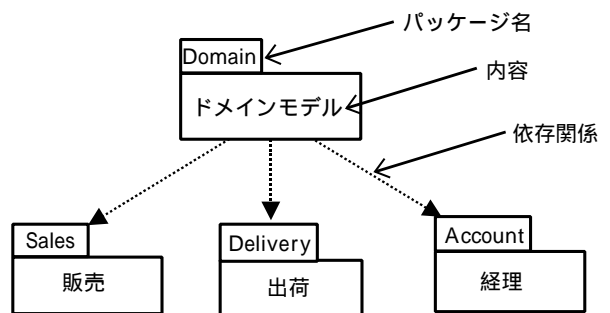 パッケージ名
Domain
内容
ドメインモデル
依存関係
Sales
Delivery
Account
販売
出荷
経理